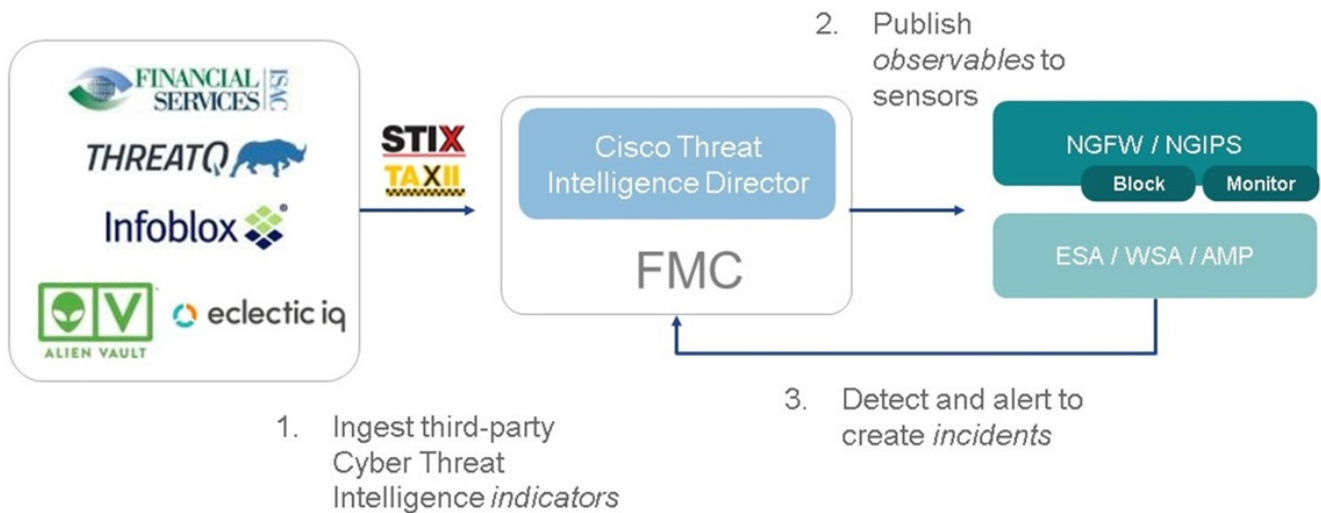 FINANCIAL
SERVICES
ISAC
THREATQ
Infoblox
ALIEN VAULT
eclectic iq
STIX
TAXII
1. Ingest third-party
Cyber Threat
Intelligence indicators
Cisco Threat
Intelligence Director
FMC
2. Publish
observables to
sensors
NGFW / NGIPS
Block
Monitor
ESA / WSA / AMP
3. Detect and alert to
create incidents